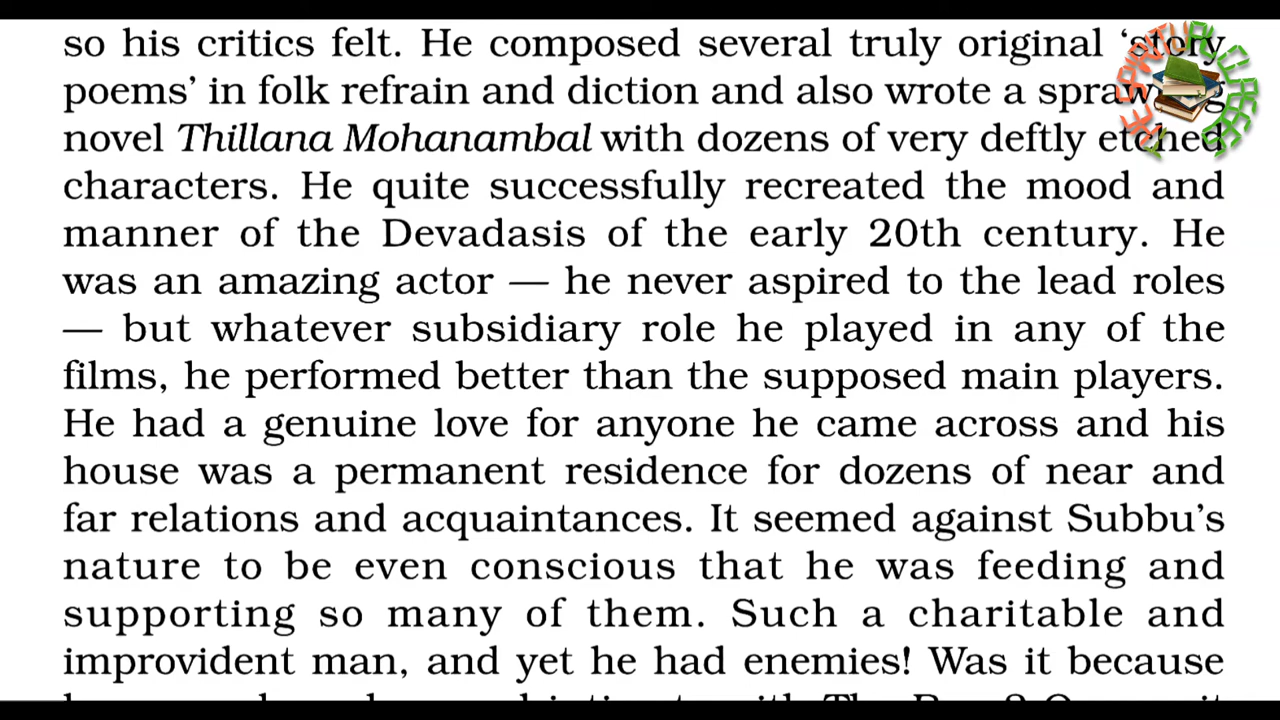 so his critics felt. He composed several truly original ‘story
poems’ in folk refrain and diction and also wrote a sprawling
novel Thillana Mohanambal with dozens of very deftly etched
characters. He quite successfully recreated the mood and
manner of the Devadasis of the early 20th century. He
was an amazing actor — he never aspired to the lead roles
— but whatever subsidiary role he played in any of the
films, he performed better than the supposed main players.
He had a genuine love for anyone he came across and his
house was a permanent residence for dozens of near and
far relations and acquaintances. It seemed against Subbu’s
nature to be even conscious that he was feeding and
supporting so many of them. Such a charitable and
improvident man, and yet he had enemies! Was it because